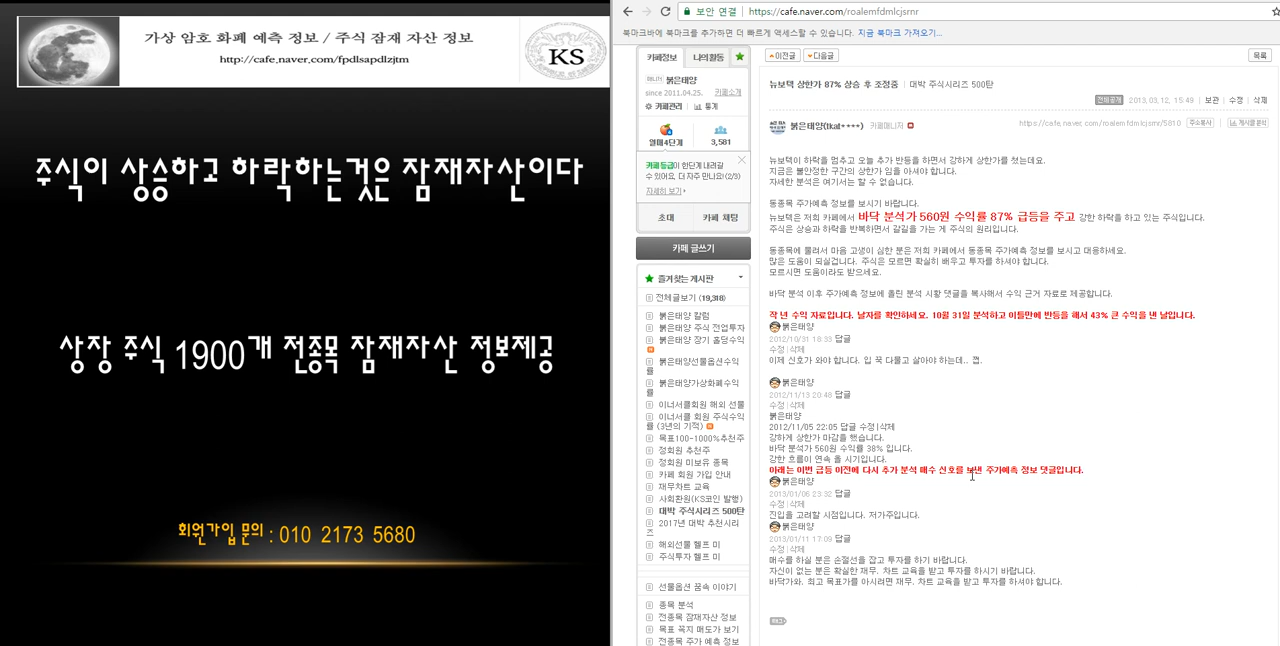 가상 암호 화폐 예측 정보 / 주식 잠재 자산 정보
http://cafe.naver.com/fpdlsapdlzjtm
KS
주식이 상승하고 하락하는것은 잠재자산이다
상장 주식 1900개 전종목 잠재자산 정보제공
회원가입 문의 : 010 2173 5680
보안 연결 | https://cafe.naver.com/roalemfdmlcjsrnr
북마크바에 북마크를 추가하면 더 빠르게 액세스할 수 있습니다. 지금 북마크 가져오기...
카페정보 나의활동
매니저 붉은태양
since 2011.04.25. 카페소개
카페관리 통계
열매4단계 3,581
카페등급이 한단계 내려갈
수 있어요, 더 자주 만나요! (2/3)
자세히 보기
초대 카페 채팅
카페 글쓰기
즐겨찾는 게시판
전체글보기 (19,318)
붉은태양 칼럼
붉은태양 주식 전업투자
붉은태양 장기 홀딩수익
붉은태양선물옵션수익
률
붉은태양가상화폐수익
률
이너서클회원 해외 선물
이너서클 회원 주식수익
률 (3년의 기적)
목표100-1000%추천주
정회원 추천주
정회원 미보유 종목
카페 회원 가입 안내
재무차트 교육
사회환원(KS코인 발행)
대박 주식시리즈 500탄
2017년 대박 추천시리
즈
해외선물 헬프 미
주식투자 헬프 미
선물옵션 꿈속 이야기
종목 분석
전종목 잠재자산 정보
목표 꼭지 매도가 보기
전종목 주가 예측 정보
이전글 다음글 목록
뉴보텍 상한가 87% 상승 후 조정중 | 대박 주식시리즈 500탄
전체공개 2013.03.12. 15:49 | 보관 | 수정 | 삭제
붉은태양(tkat****) 카페매니저
https://cafe.naver.com/roalemfdmlcjsrnr/5810 주소복사 | 게시글 분석
뉴보텍이 하락을 멈추고 오늘 추가 반등을 하면서 강하게 상한가를 쳤는데요.
지금은 불안정한 구간의 상한가 임을 아셔야 합니다.
자세한 분석은 여기서는 할 수 없습니다.
동종목 주가예측 정보를 보시기 바랍니다.
뉴보텍은 저희 카페에서 바닥 분석가 560원 수익률 87% 급등을 주고 강한 하락을 하고 있는 주식입니다.
주식은 상승과 하락을 반복하면서 갈길을 가는 게 주식의 원리입니다.
동종목에 물려서 마음 고생이 심한 분은 저희 카페에서 동종목 주가예측 정보를 보시고 대응하세요.
많은 도움이 되실겁니다. 주식은 모르면 확실히 배우고 투자를 하셔야 합니다.
모르시면 도움이라도 받으세요.
바닥 분석 이후 주가예측 정보에 올린 분석 시황 댓글을 복사해서 수익 근거 자료로 제공합니다.
작 년 수익 자료입니다. 날자를 확인하세요. 10월 31일 분석하고 이틀만에 반등을 해서 43% 큰 수익을 낸 날입니다.
붉은태양
2012/10/31 18:33 답글
수정 | 삭제
이제 신호가 와야 합니다. 입 꾹 다물고 살아야 하는데.. 쩝.
붉은태양
2012/11/13 20:48 답글
수정 | 삭제
붉은태양
2012/11/05 22:05 답글 수정 | 삭제
강하게 상한가 마감을 했습니다.
바닥 분석가 560원 수익률 38% 입니다.
강한 흐름이 연속 올 시기입니다.
아래는 이번 급등 이전에 다시 추가 분석 매수 신호를 보낸 주가예측 정보 댓글입니다.
붉은태양
2013/01/06 23:32 답글
수정 | 삭제
진입을 고려할 시점입니다. 저가주입니다.
붉은태양
2013/01/11 17:09 답글
수정 | 삭제
매수를 하실 분은 손절선을 잡고 투자를 하기 바랍니다.
자신이 없는 분은 확실한 재무. 차트 교육을 받고 투자를 하시기 바랍니다.
바닥가와. 최고 목표가를 아시려면 재무. 차트 교육을 받고 투자를 하셔야 합니다.
태그